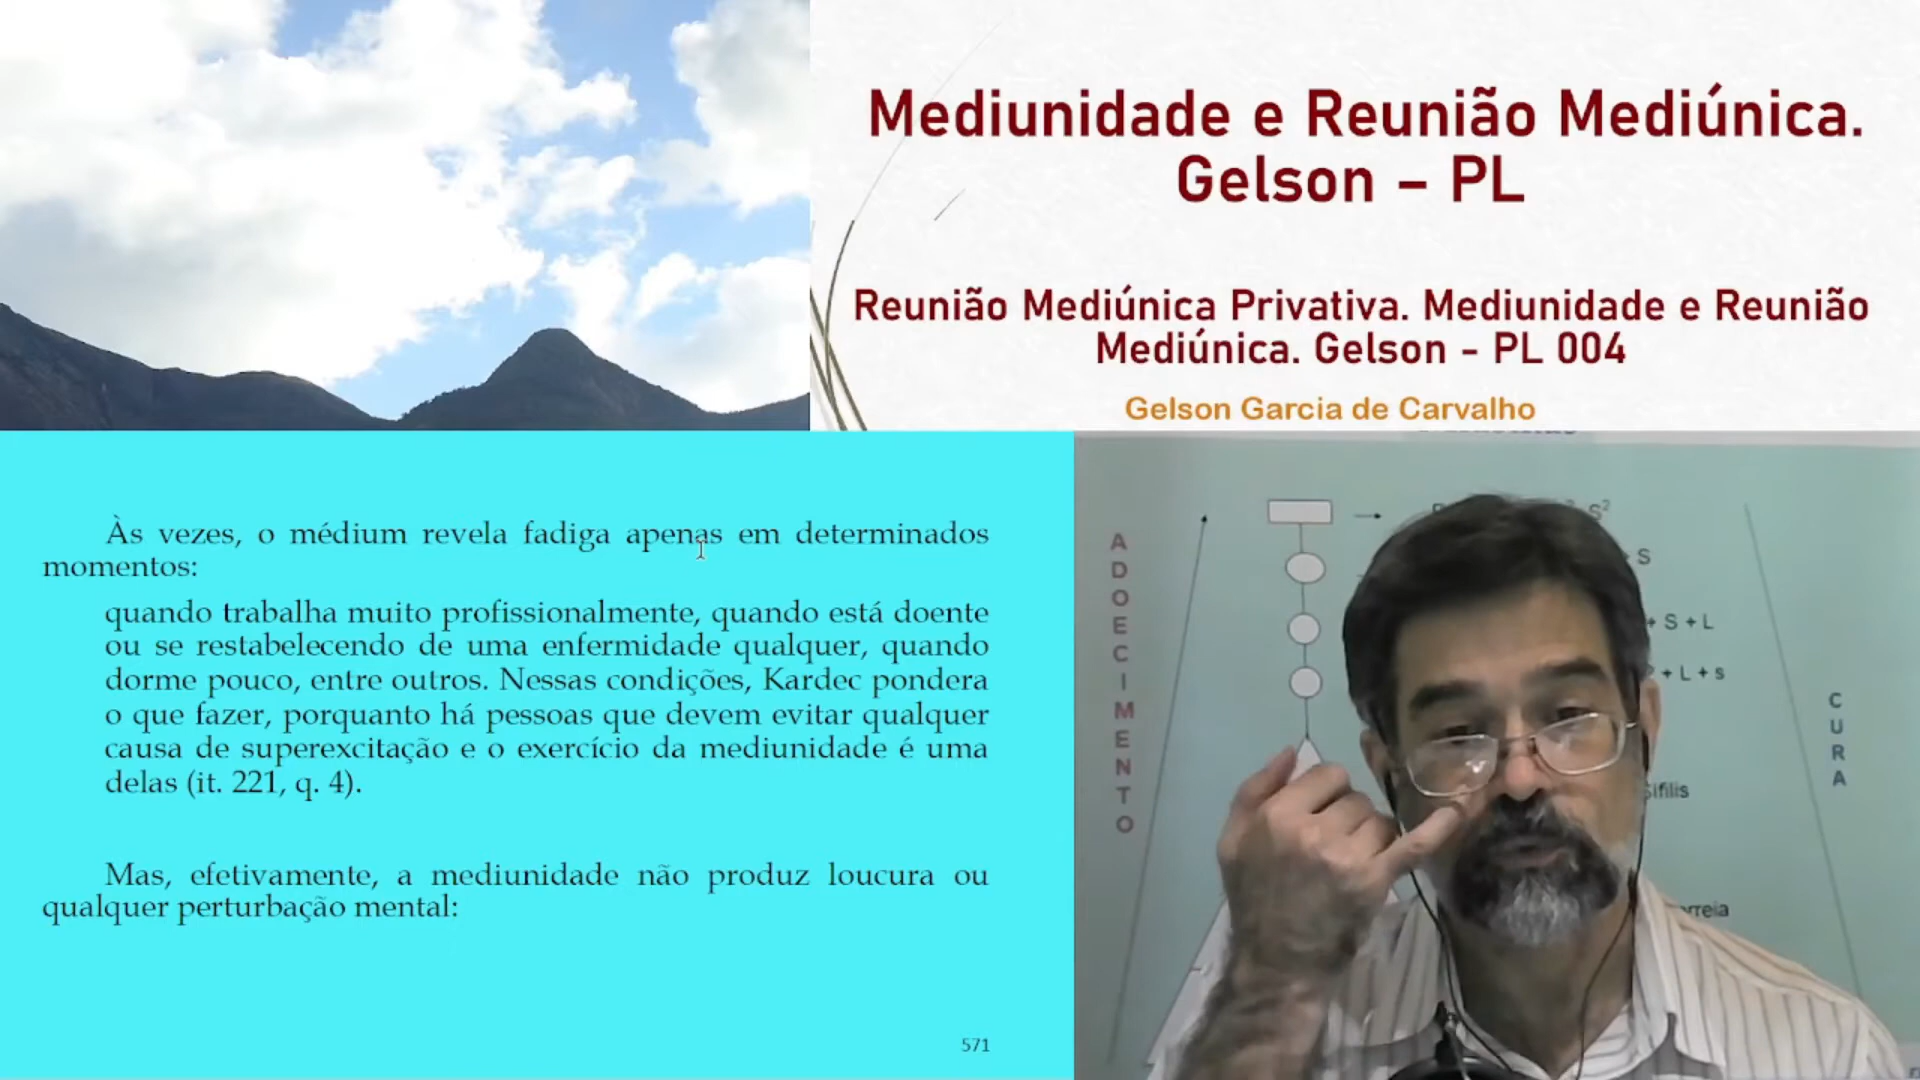 Mediunidade e Reunião Mediúnica.
Gelson – PL
Reunião Mediúnica Privativa. Mediunidade e Reunião
Mediúnica. Gelson - PL 004
Gelson Garcia de Carvalho
Às vezes, o médium revela fadiga apenas em determinados
momentos:
quando trabalha muito profissionalmente, quando está doente
ou se restabelecendo de uma enfermidade qualquer, quando
dorme pouco, entre outros. Nessas condições, Kardec pondera
o que fazer, porquanto há pessoas que devem evitar qualquer
causa de superexcitação e o exercício da mediunidade é uma
delas (it. 221, q. 4).
Mas, efetivamente, a mediunidade não produz loucura ou
qualquer perturbação mental:
571
ADOECIMENTO
S²
S
+ S + L
+ L + s
CURA
Sífilis